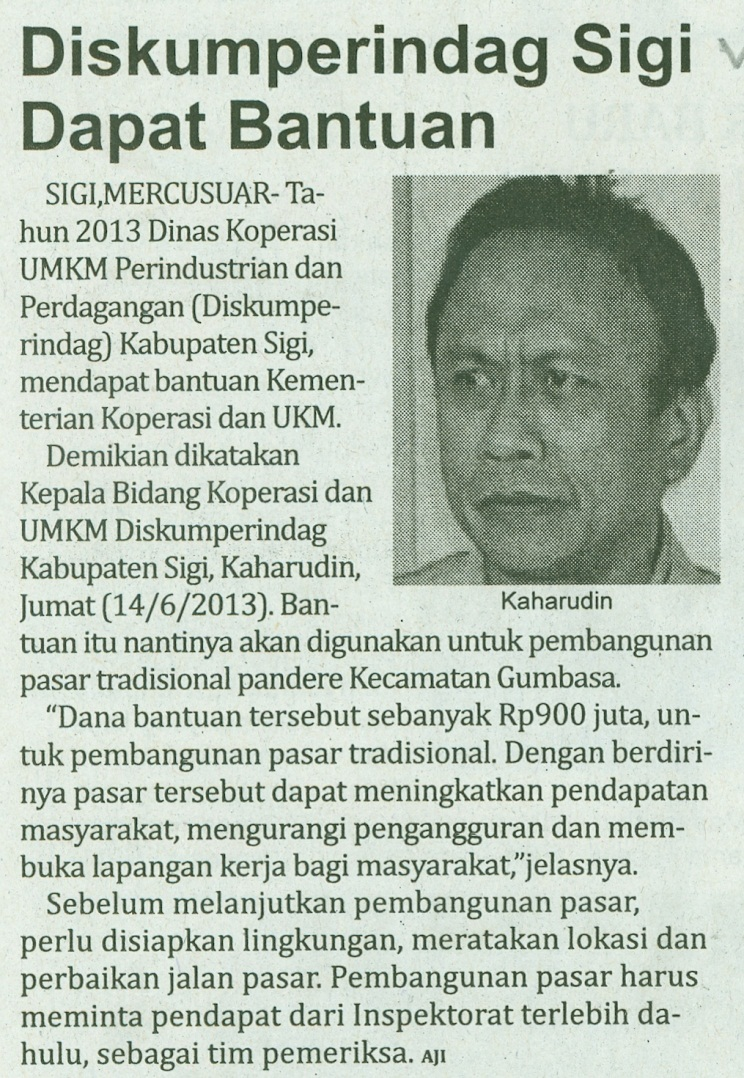 Diskumperindag Sigi
Dapat Bantuan
SIGI,MERCUSUAR- Ta-
hun 2013 Dinas Koperasi
UMKM Perindustrian dan
Perdagangan (Diskumpe-
rindag) Kabupaten Sigi,
mendapat bantuan Kemen-
terian Koperasi dan UKM.
Demikian dikatakan
Kepala Bidang Koperasi dan
UMKM Diskumperindag
Kabupaten Sigi, Kaharudin,
Jumat (14/6/2013). Ban-
Kaharudin
tuan itu nantinya akan digunakan untuk pembangunan
pasar tradisional pandere Kecamatan Gumbasa.
“Dana bantuan tersebut sebanyak Rp900 juta, un-
tuk pembangunan pasar tradisional. Dengan berdiri-
nya pasar tersebut dapat meningkatkan pendapatan
masyarakat, mengurangi pengangguran dan mem-
buka lapangan kerja bagi masyarakat,”jelasnya.
Sebelum melanjutkan pembangunan pasar,
perlu disiapkan lingkungan, meratakan lokasi dan
perbaikan jalan pasar. Pembangunan pasar harus
meminta pendapat dari Inspektorat terlebih da-
hulu, sebagai tim pemeriksa. AJI